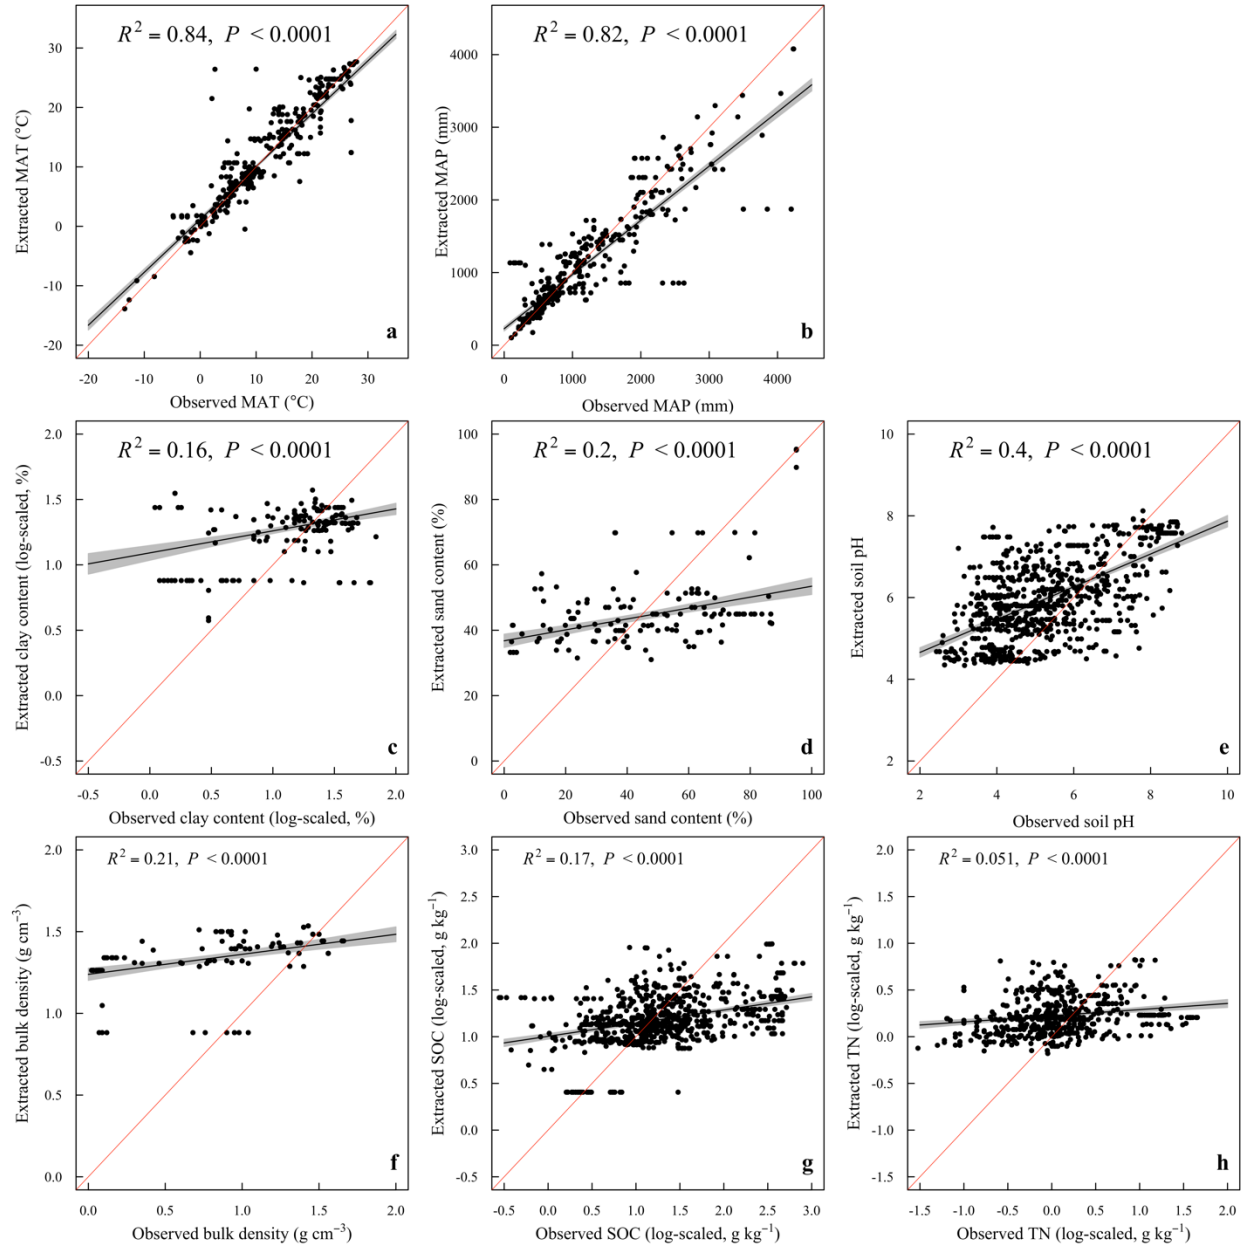 R² = 0.84, P < 0.0001
30
20
10
0
-10
-20
Extracted MAT (°C)
-20 -10 0 10 20 30
Observed MAT (°C)
a
R² = 0.82, P < 0.0001
4000
3000
2000
1000
0
Extracted MAP (mm)
0 1000 2000 3000 4000
Observed MAP (mm)
b
R² = 0.16, P < 0.0001
2.0
1.5
1.0
0.5
0.0
-0.5
Extracted clay content (log-scaled, %)
-0.5 0.0 0.5 1.0 1.5 2.0
Observed clay content (log-scaled, %)
c
R² = 0.2, P < 0.0001
100
80
60
40
20
0
Extracted sand content (%)
0 20 40 60 80 100
Observed sand content (%)
d
R² = 0.4, P < 0.0001
10
8
6
4
2
Extracted soil pH
2 4 6 8 10
Observed soil pH
e
R² = 0.21, P < 0.0001
2.0
1.5
1.0
0.5
0.0
Extracted bulk density (g cm⁻³)
0.0 0.5 1.0 1.5 2.0
Observed bulk density (g cm⁻³)
f
R² = 0.17, P < 0.0001
3.0
2.5
2.0
1.5
1.0
0.5
0.0
-0.5
Extracted SOC (log-scaled, g kg⁻¹)
-0.5 0.0 0.5 1.0 1.5 2.0 2.5 3.0
Observed SOC (log-scaled, g kg⁻¹)
g
R² = 0.051, P < 0.0001
2.0
1.5
1.0
0.5
0.0
-0.5
-1.0
-1.5
Extracted TN (log-scaled, g kg⁻¹)
-1.5 -1.0 -0.5 0.0 0.5 1.0 1.5 2.0
Observed TN (log-scaled, g kg⁻¹)
h